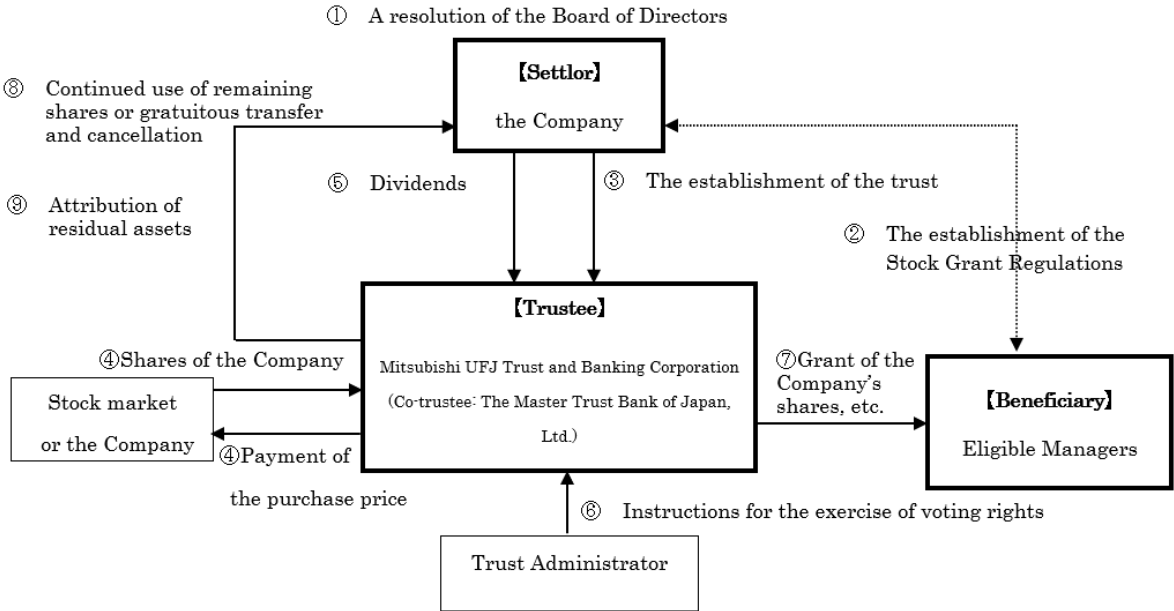 ① A resolution of the Board of Directors
【Settlor】
the Company
⑧ Continued use of remaining
shares or gratuitous transfer
and cancellation
⑤ Dividends
③ The establishment of the trust
⑨ Attribution of
residual assets
② The establishment of the
Stock Grant Regulations
【Trustee】
Mitsubishi UFJ Trust and Banking Corporation
(Co-trustee: The Master Trust Bank of Japan,
Ltd.)
④Shares of the Company
Stock market
or the Company
④Payment of
the purchase price
⑦Grant of the
Company's
shares, etc.
【Beneficiary】
Eligible Managers
⑥ Instructions for the exercise of voting rights
Trust Administrator